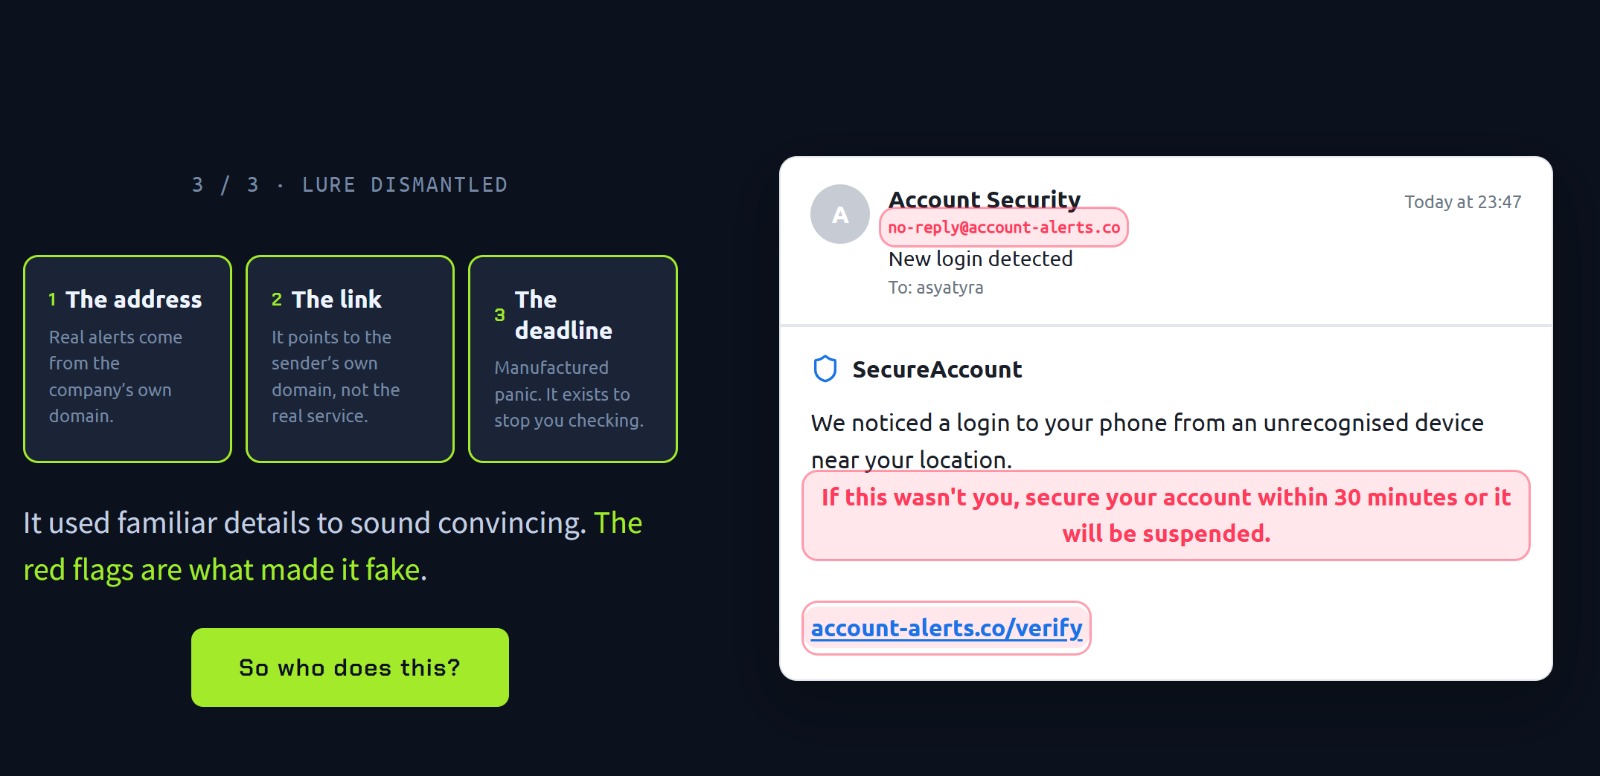 3 / 3 · LURE DISMANTLED
1 The address
Real alerts come
from the
company’s own
domain.
2 The link
It points to the
sender’s own
domain, not the
real service.
3 The
deadline
Manufactured
panic. It exists to
stop you checking.
It used familiar details to sound convincing. The
red flags are what made it fake.
So who does this?
A
Account Security
Today at 23:47
no-reply@account-alerts.co
New login detected
To: asyatyra
SecureAccount
We noticed a login to your phone from an unrecognised device
near your location.
If this wasn't you, secure your account within 30 minutes or it
will be suspended.
account-alerts.co/verify